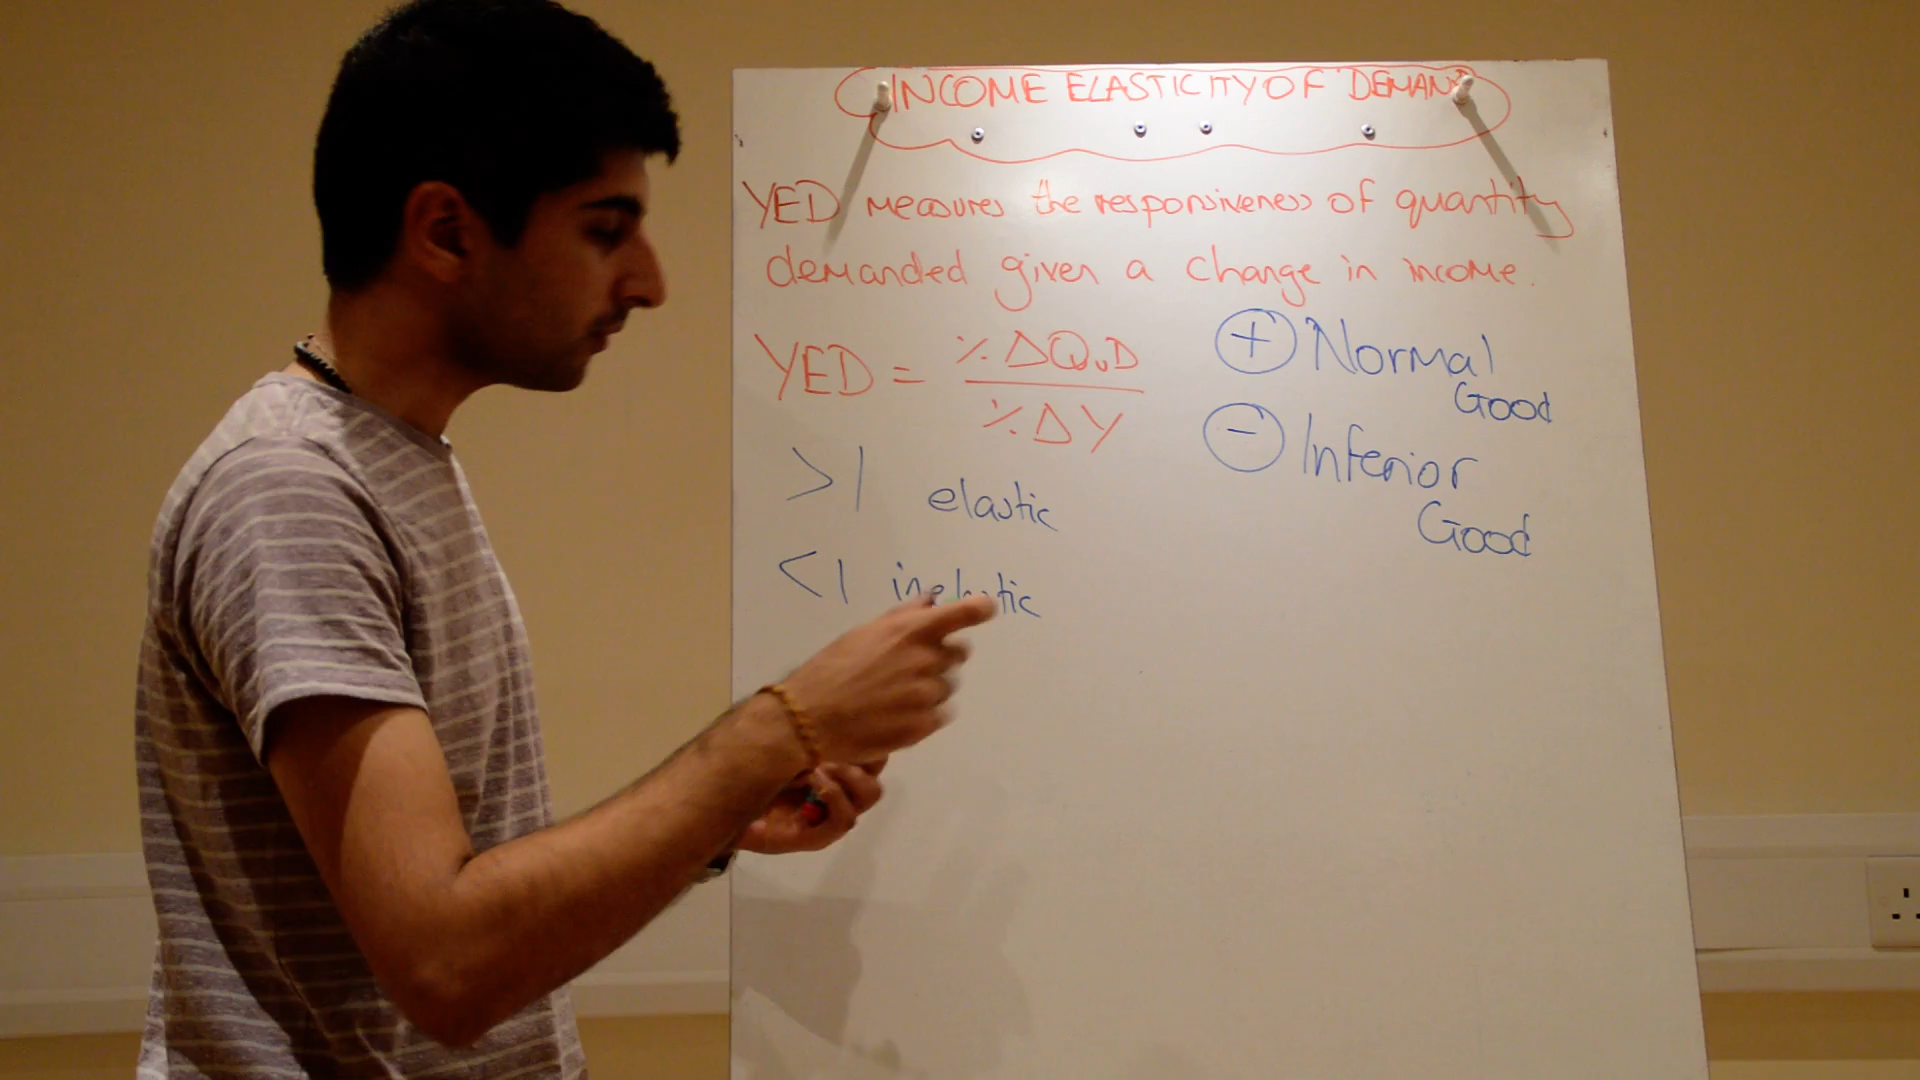 INCOME ELASTICITY OF DEMAND
YED measures the responsiveness of quantity
demanded given a change in income.
YED = %ΔQ.D
%ΔY
+ Normal
Good
- Inferior
Good
>1 elastic
<1 inelastic